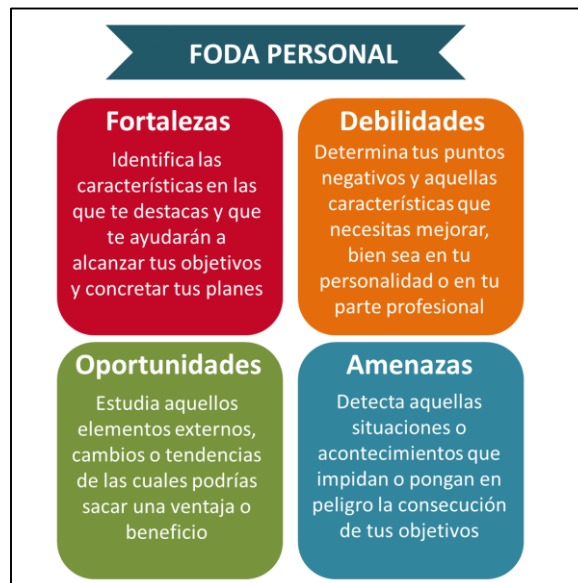 FODA PERSONAL
Fortalezas
Identifica las
características en las
que te destacas y que
te ayudarán a
alcanzar tus objetivos
y concretar tus planes
Debilidades
Determina tus puntos
negativos y aquellas
características que
necesitas mejorar,
bien sea en tu
personalidad o en tu
parte profesional
Oportunidades
Estudia aquellos
elementos externos,
cambios o tendencias
de las cuales podrías
sacar una ventaja o
beneficio
Amenazas
Detecta aquellas
situaciones o
acontecimientos que
impidan o pongan en
peligro la consecución
de tus objetivos